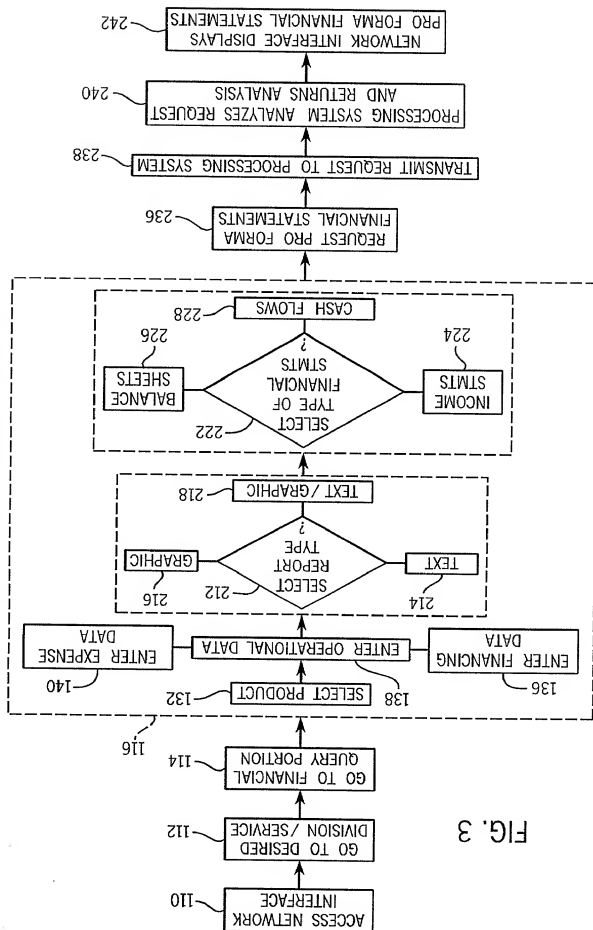 FIG. 3
ACCESS NETWORK
INTERFACE
110
GO TO DESIRED
DIVISION/SERVICE
112
GO TO FINANCIAL
QUERY PORTION
114
116
SELECT PRODUCT
132
ENTER FINANCING
DATA
136
ENTER OPERATIONAL DATA
138
ENTER EXPENSE
DATA
140
SELECT
REPORT
TYPE
?
212
TEXT
214
GRAPHIC
216
TEXT/GRAPHIC
218
SELECT
TYPE OF
FINANCIAL
STMTS
?
222
INCOME
STMTS
224
BALANCE
SHEETS
226
CASH FLOWS
228
REQUEST PRO FORMA
FINANCIAL STATEMENTS
236
TRANSMIT REQUEST TO PROCESSING SYSTEM
238
PROCESSING SYSTEM ANALYZES REQUEST
AND RETURNS ANALYSIS
240
NETWORK INTERFACE DISPLAYS
PRO FORMA FINANCIAL STATEMENTS
242